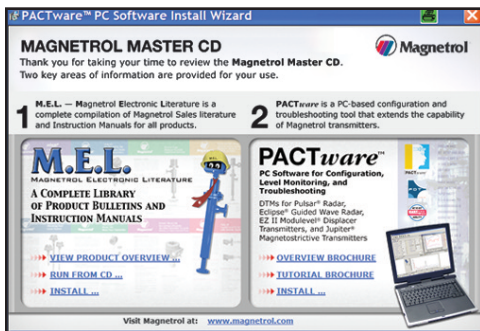 PACTware™ PC Software Install Wizard
MAGNETROL MASTER CD
Magnetrol
Thank you for taking your time to review the Magnetrol Master CD.
Two key areas of information are provided for your use.
1
M.E.L. — Magnetrol Electronic Literature is a
complete compilation of Magnetrol Sales literature
and Instruction Manuals for all products.
2
PACTware is a PC-based configuration and
troubleshooting tool that extends the capability
of Magnetrol transmitters.
M.E.L.
MAGNETROL ELECTRONIC LITERATURE
A COMPLETE LIBRARY
OF PRODUCT BULLETINS AND
INSTRUCTION MANUALS
VIEW PRODUCT OVERVIEW ...
RUN FROM CD ...
INSTALL ...
PACTware™
PC Software for Configuration,
Level Monitoring, and
Troubleshooting
DTMs for Pulsar® Radar,
Eclipse® Guided Wave Radar,
EZ II Modulevel® Displacer
Transmitters, and Jupiter®
Magnetostrictive Transmitters
PACTware
OVERVIEW BROCHURE
TUTORIAL BROCHURE
INSTALL ...
Visit Magnetrol at: www.magnetrol.com